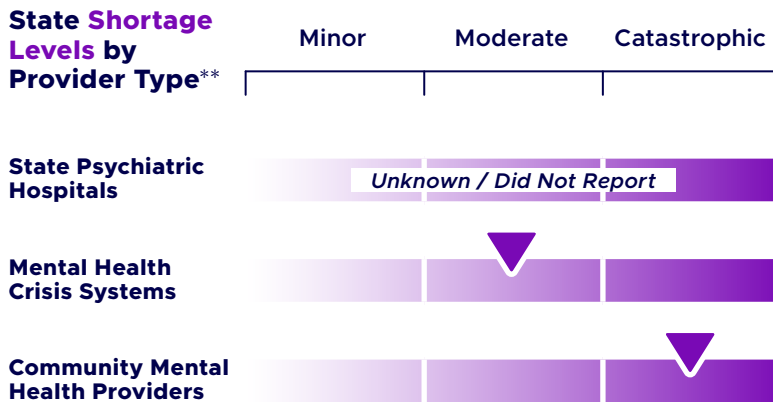 State Shortage
Levels by
Provider Type**
Minor Moderate Catastrophic
State Psychiatric
Hospitals
Unknown / Did Not Report
Mental Health
Crisis Systems
Community Mental
Health Providers